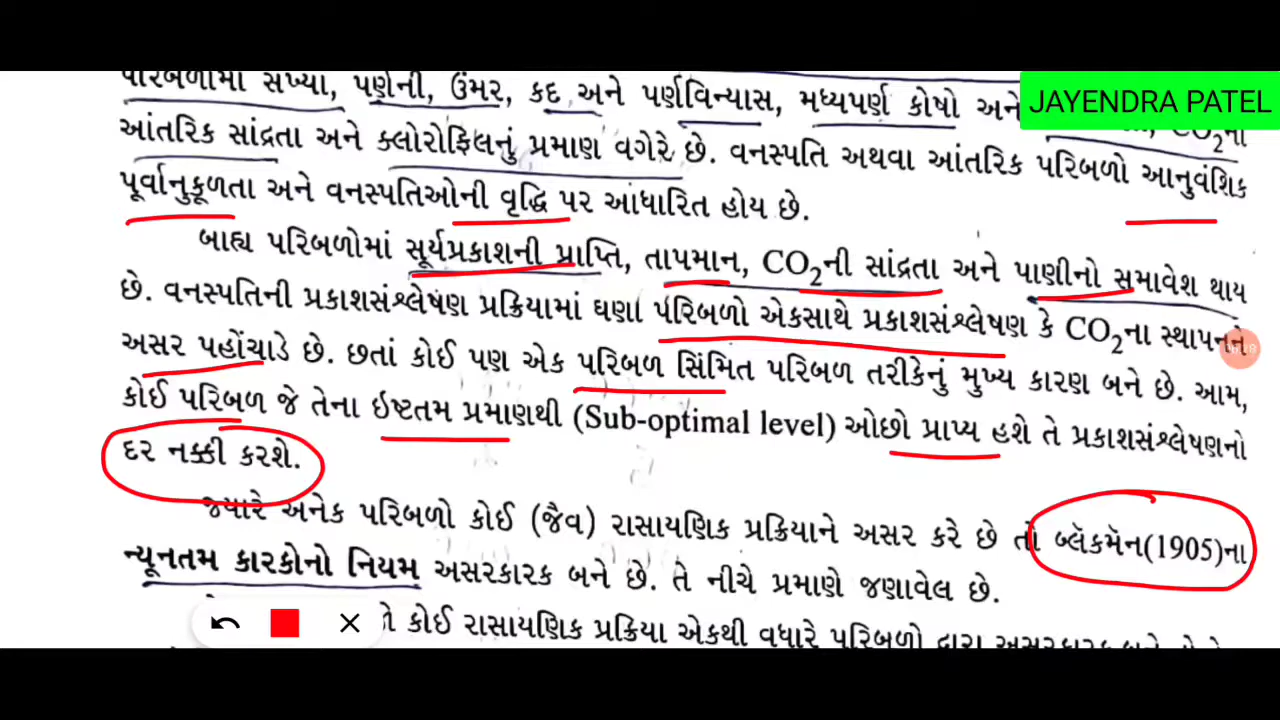 પરિબળોમાં સંખ્યા, પર્ણની, ઉંમર, કદ અને પર્ણવિન્યાસ, મધ્યપર્ણ કોષો અને
JAYENDRA PATEL
CO₂ની
આંતરિક સાંદ્રતા અને ક્લોરોફિલનું પ્રમાણ વગેરે છે. વનસ્પતિ અથવા આંતરિક પરિબળો આનુવંશિક
પૂર્વાનુકૂળતા અને વનસ્પતિઓની વૃદ્ધિ પર આધારિત હોય છે.
બાહ્ય પરિબળોમાં સૂર્યપ્રકાશની પ્રાપ્તિ, તાપમાન, CO₂ની સાંદ્રતા અને પાણીનો સમાવેશ થાય
છે. વનસ્પતિની પ્રકાશસંશ્લેષણ પ્રક્રિયામાં ઘણા પરિબળો એકસાથે પ્રકાશસંશ્લેષણ કે CO₂ના સ્થાપનને
અસર પહોંચાડે છે. છતાં કોઈ પણ એક પરિબળ સિંમિત પરિબળ તરીકેનું મુખ્ય કારણ બને છે. આમ,
કોઈ પરિબળ જે તેના ઇષ્ટતમ પ્રમાણથી (Sub-optimal level) ઓછો પ્રાપ્ય હશે તે પ્રકાશસંશ્લેષણનો
દર નક્કી કરશે.
જ્યારે અનેક પરિબળો કોઈ (જૈવ) રાસાયણિક પ્રક્રિયાને અસર કરે છે તો બ્લૅકમૅન(1905)ના
ન્યૂનતમ કારકોનો નિયમ અસરકારક બને છે. તે નીચે પ્રમાણે જણાવેલ છે.
કોઈ રાસાયણિક પ્રક્રિયા એકથી વધારે પરિબળો દ્વારા અસરકારક બને